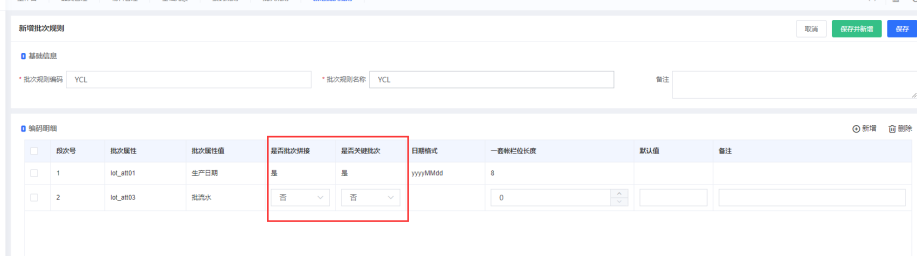 新增批次规则
取消 保存并新增 保存
基础信息
* 批次规则编码 YCL * 批次规则名称 YCL 备注
编码明细 新增 删除
段次号 批次属性 批次属性值 是否批次拼接 是否关键批次 日期格式 一套帐栏位长度 默认值 备注
1 lot_att01 生产日期 是 是 yyyyMMdd 8
2 lot_att03 批流水 否 否 0